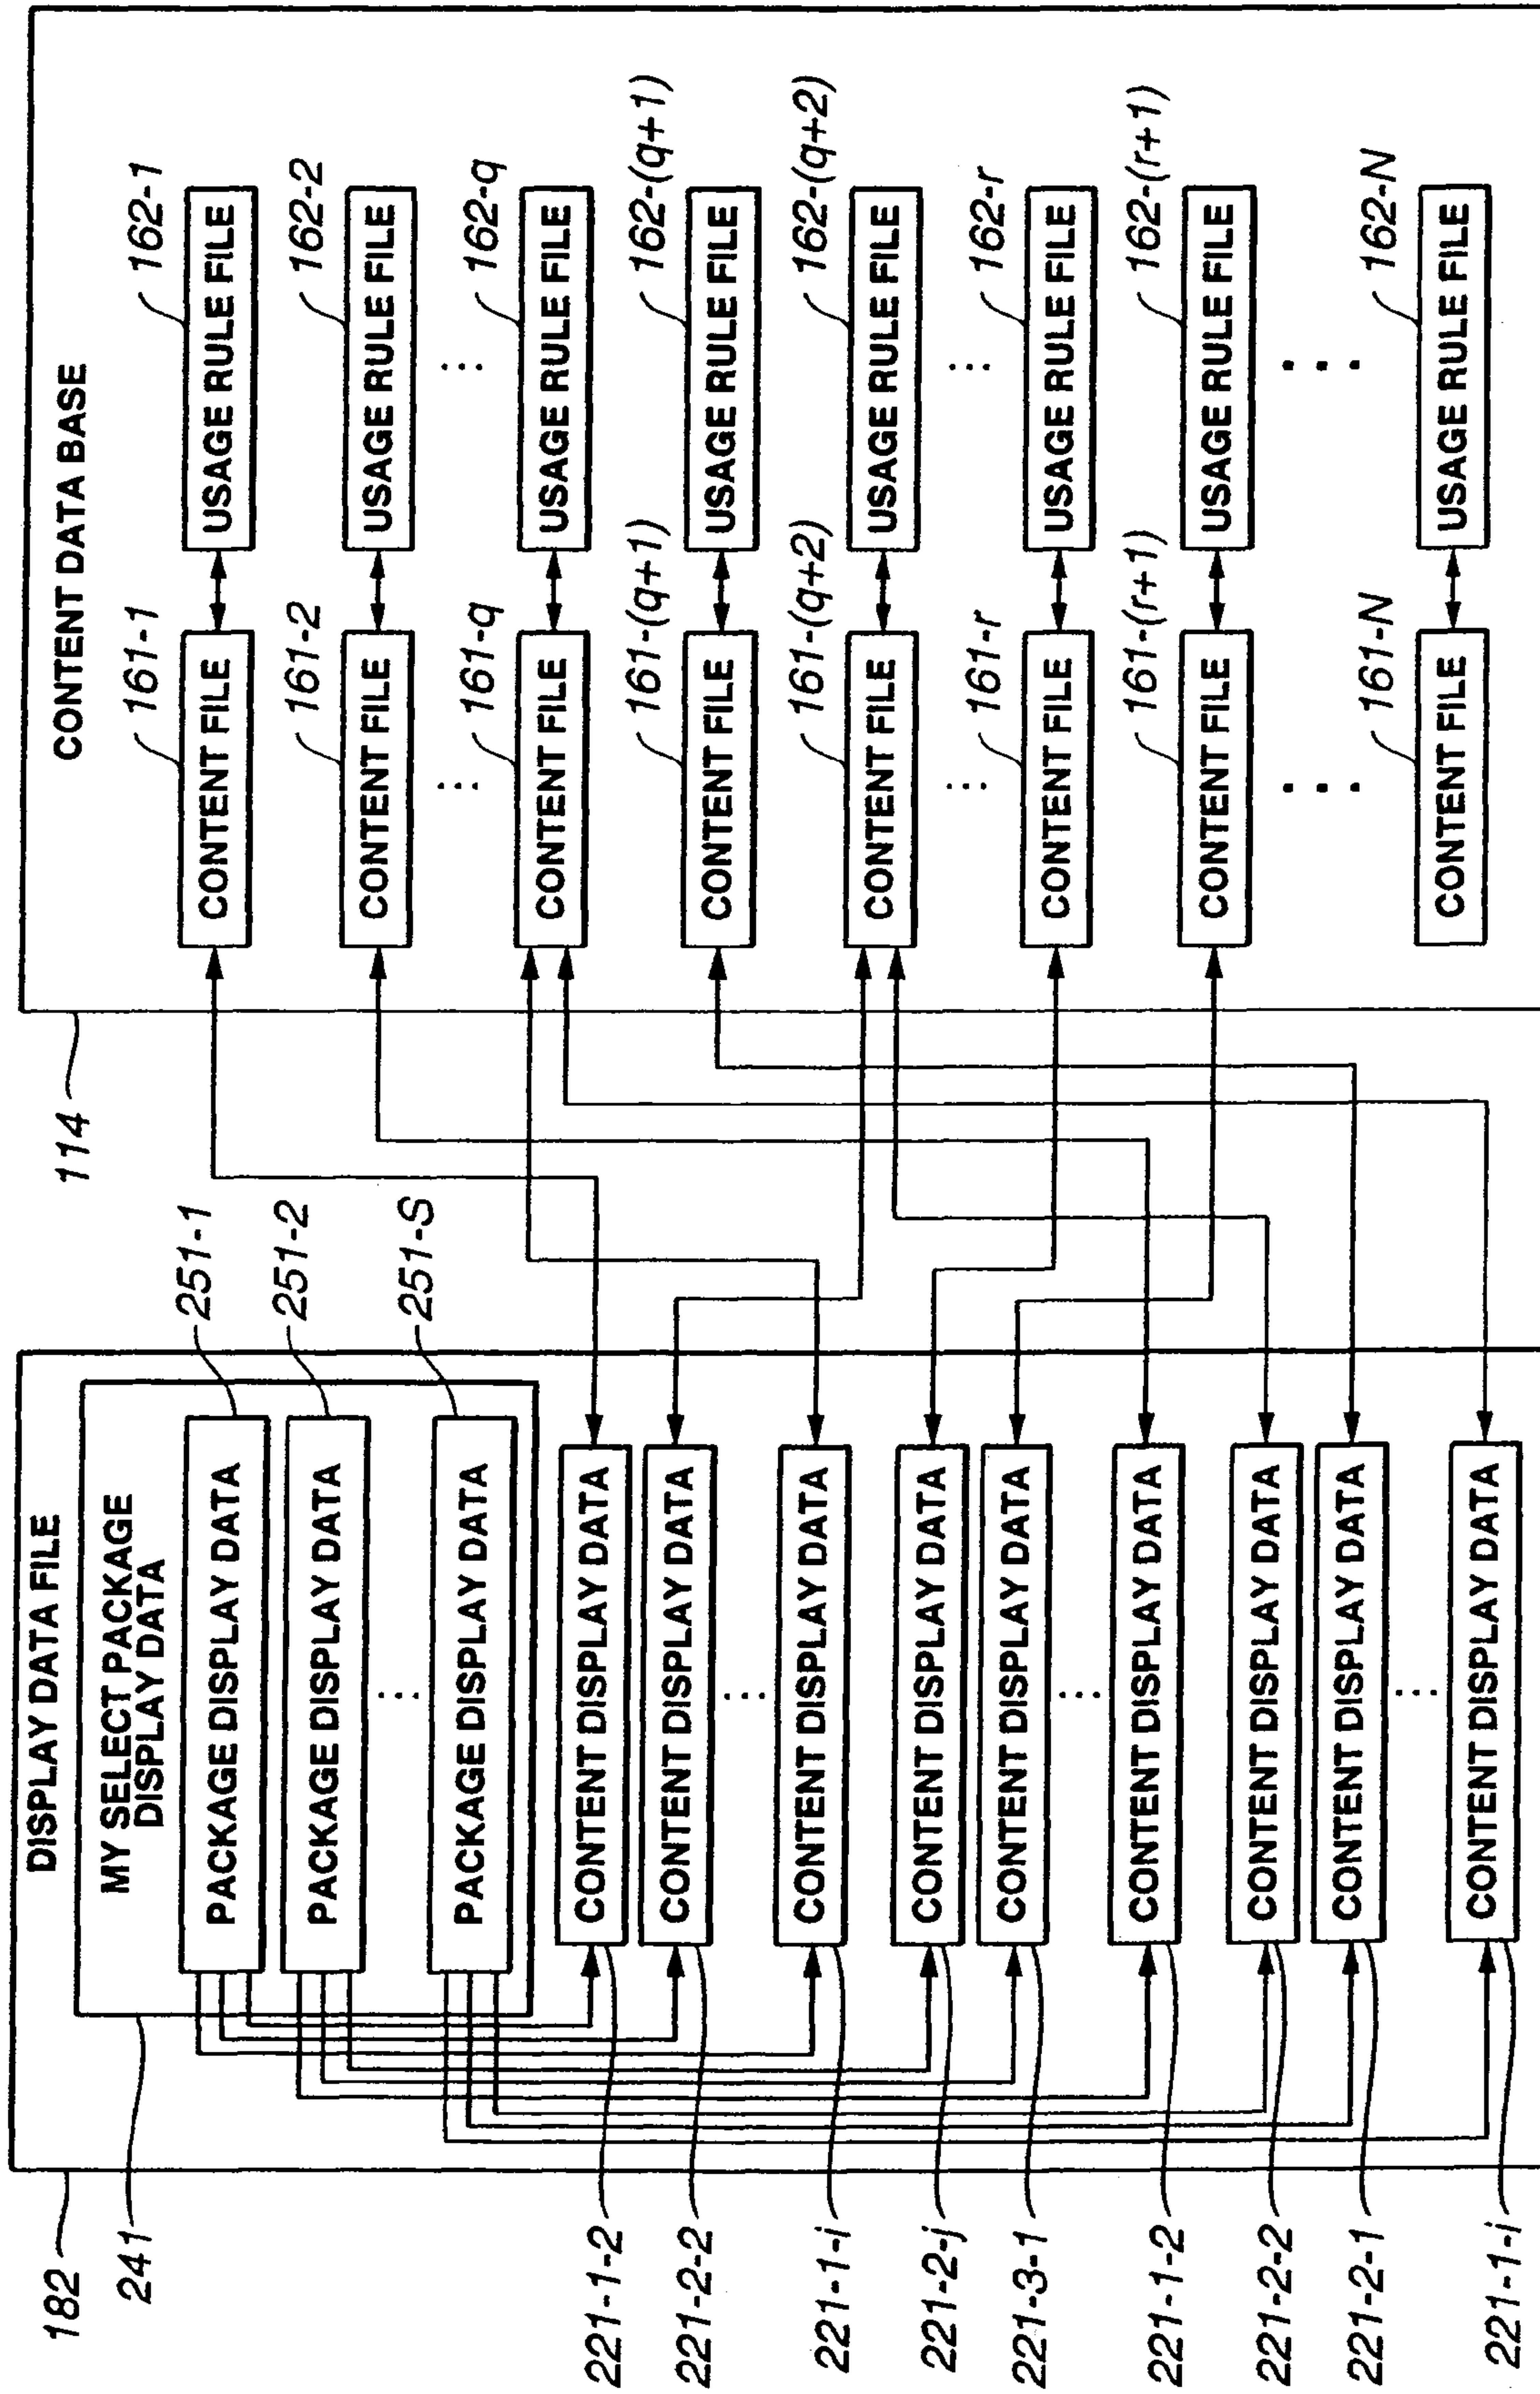 DISPLAY DATA FILE
MY SELECT PACKAGE
DISPLAY DATA
PACKAGE DISPLAY DATA
251-1
PACKAGE DISPLAY DATA
251-2
PACKAGE DISPLAY DATA
251-S
182
241
221-1-2
CONTENT DISPLAY DATA
221-2-2
CONTENT DISPLAY DATA
221-1-i
CONTENT DISPLAY DATA
221-2-j
CONTENT DISPLAY DATA
221-3-1
CONTENT DISPLAY DATA
221-1-2
CONTENT DISPLAY DATA
221-2-2
CONTENT DISPLAY DATA
221-2-1
CONTENT DISPLAY DATA
221-1-i
CONTENT DISPLAY DATA
114
CONTENT DATA BASE
161-1
162-1
CONTENT FILE
USAGE RULE FILE
161-2
162-2
CONTENT FILE
USAGE RULE FILE
161-q
162-q
CONTENT FILE
USAGE RULE FILE
161-(q+1)
162-(q+1)
CONTENT FILE
USAGE RULE FILE
161-(q+2)
162-(q+2)
CONTENT FILE
USAGE RULE FILE
161-r
162-r
CONTENT FILE
USAGE RULE FILE
161-(r+1)
162-(r+1)
CONTENT FILE
USAGE RULE FILE
161-N
162-N
CONTENT FILE
USAGE RULE FILE